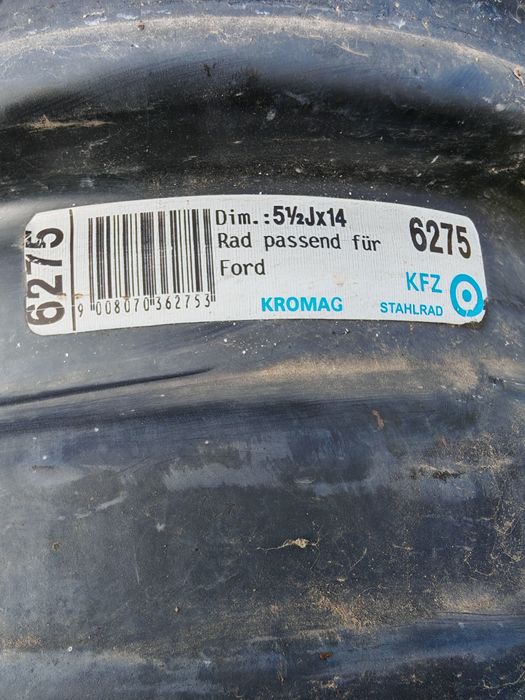 6275
Dim.:5½Jx14
Rad passend für
Ford
6275
9 008070 362753
KROMAG
KFZ
STAHLRAD